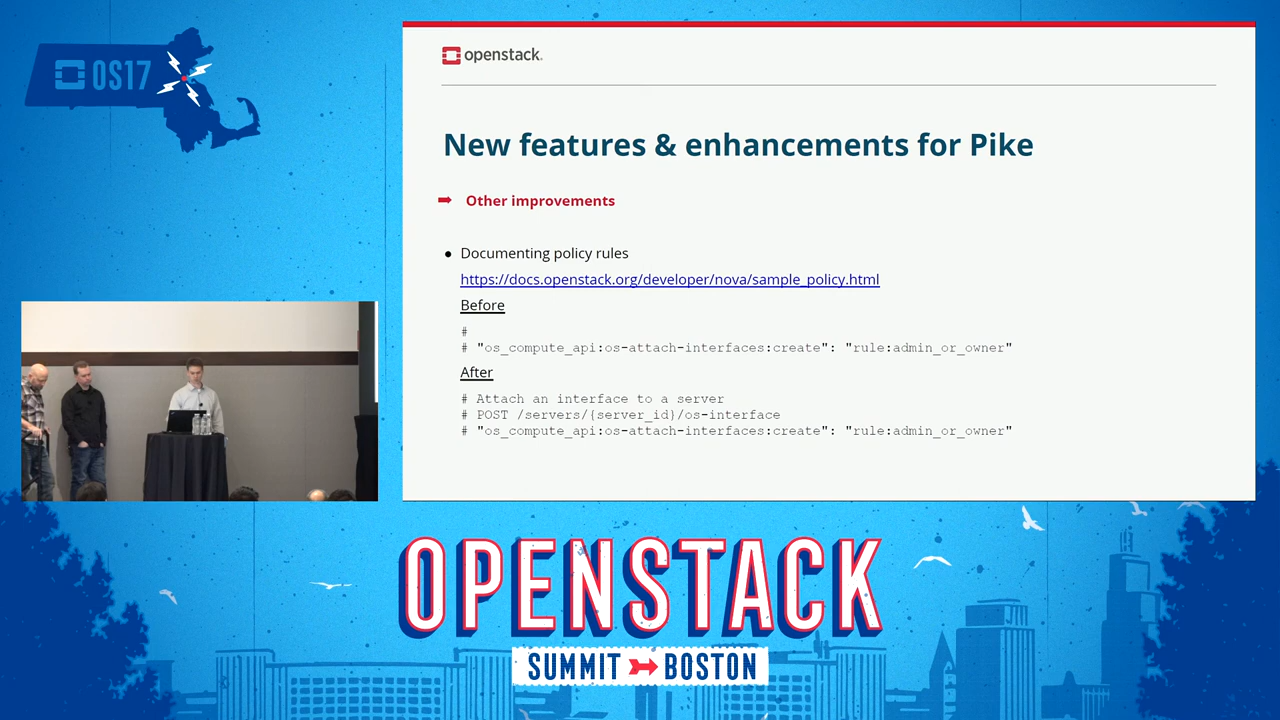 OS17
openstack.
New features & enhancements for Pike
Other improvements
Documenting policy rules
https://docs.openstack.org/developer/nova/sample_policy.html
Before
#
# "os_compute_api:os-attach-interfaces:create": "rule:admin_or_owner"
After
# Attach an interface to a server
# POST /servers/{server_id}/os-interface
# "os_compute_api:os-attach-interfaces:create": "rule:admin_or_owner"
OPENSTACK
SUMMIT BOSTON